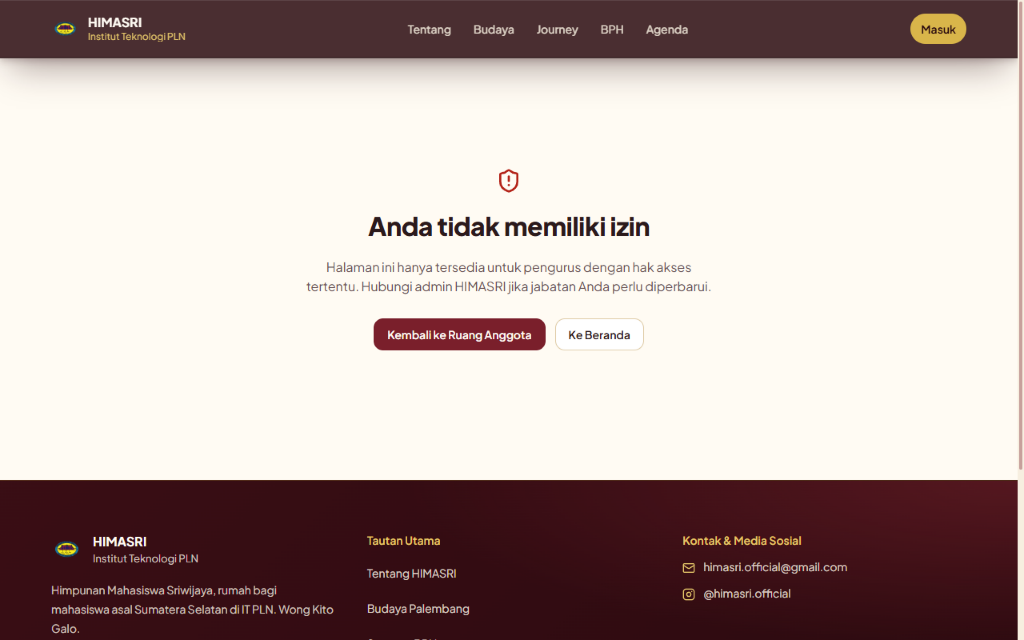 HIMASRI
Institut Teknologi PLN
Tentang
Budaya
Journey
BPH
Agenda
Masuk
Anda tidak memiliki izin
Halaman ini hanya tersedia untuk pengurus dengan hak akses
tertentu. Hubungi admin HIMASRI jika jabatan Anda perlu diperbarui.
Kembali ke Ruang Anggota
Ke Beranda
HIMASRI
Institut Teknologi PLN
Himpunan Mahasiswa Sriwijaya, rumah bagi
mahasiswa asal Sumatera Selatan di IT PLN. Wong Kito
Galo.
Tautan Utama
Tentang HIMASRI
Budaya Palembang
Kontak & Media Sosial
himasri.official@gmail.com
@himasri.official